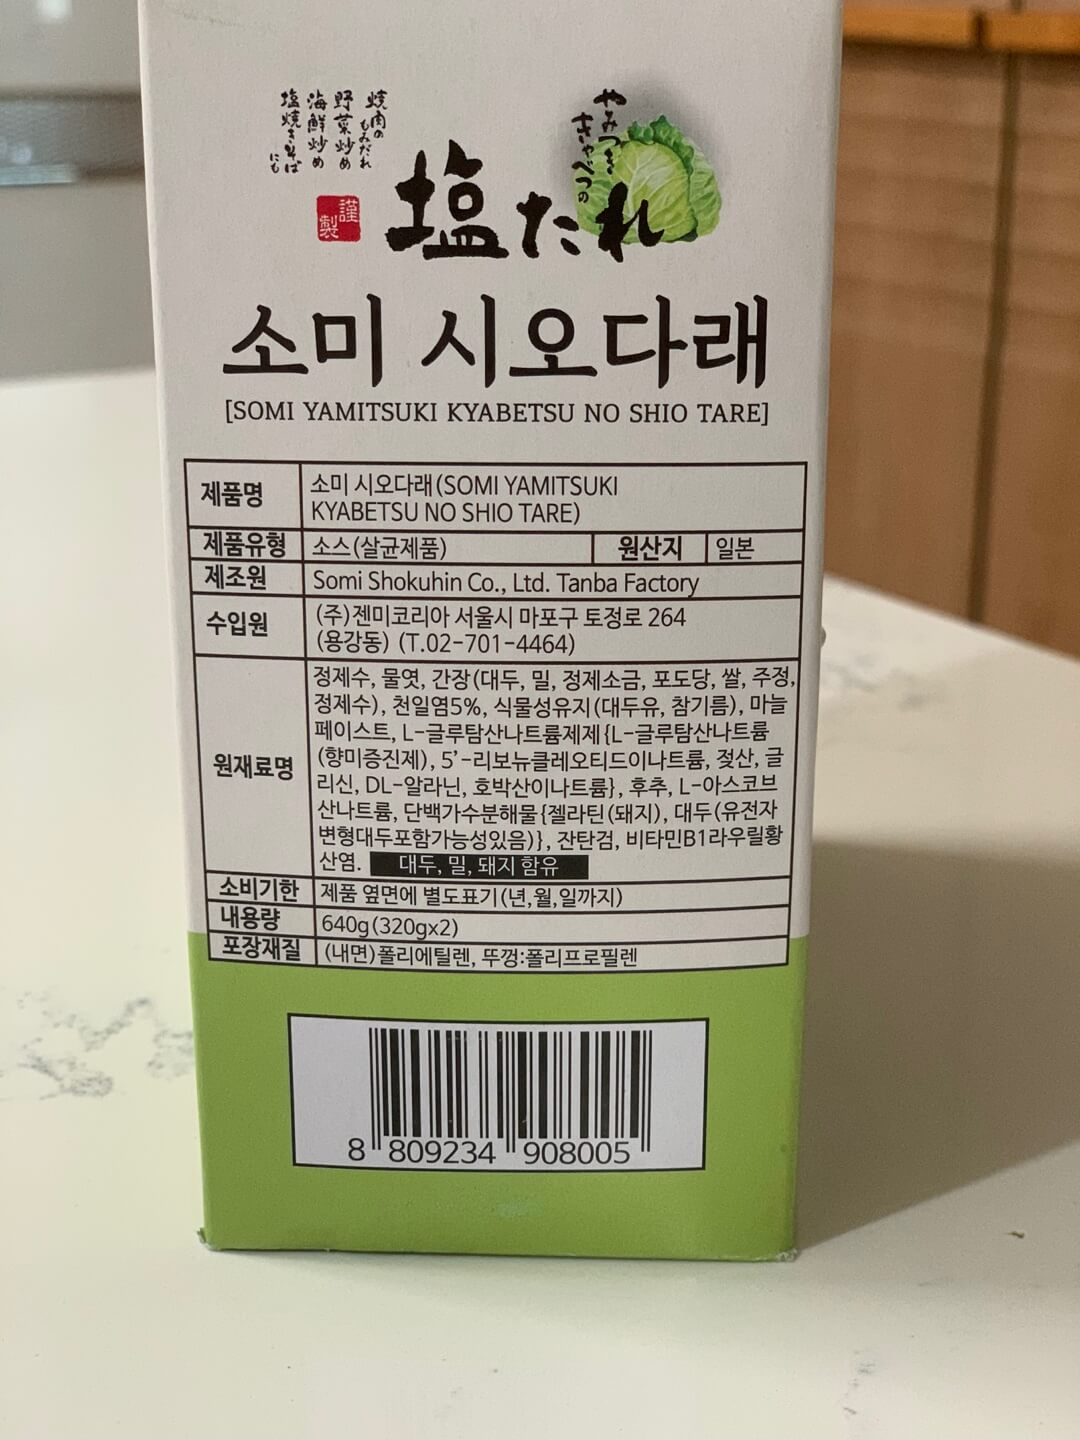 焼肉のもみだれ
野菜炒め
海鮮炒め
塩焼きそばにも
謹製
やみつき
きゃべつの
塩たれ
소미 시오다래
[SOMI YAMITSUKI KYABETSU NO SHIO TARE]
제품명 소미 시오다래(SOMI YAMITSUKI
KYABETSU NO SHIO TARE)
제품유형 소스(살균제품) 원산지 일본
제조원 Somi Shokuhin Co., Ltd. Tanba Factory
수입원 (주)젠미코리아 서울시 마포구 토정로 264
(용강동) (T.02-701-4464)
원재료명 정제수, 물엿, 간장(대두, 밀, 정제소금, 포도당, 쌀, 주정,
정제수), 천일염5%, 식물성유지(대두유, 참기름), 마늘
페이스트, L-글루탐산나트륨제제{L-글루탐산나트륨
(향미증진제), 5'-리보뉴클레오티드이나트륨, 젖산, 글
리신, DL-알라닌, 호박산이나트륨}, 후추, L-아스코브
산나트륨, 단백가수분해물{젤라틴(돼지), 대두(유전자
변형대두포함가능성있음)}, 잔탄검, 비타민B1라우릴황
산염. 대두, 밀, 돼지 함유
소비기한 제품 옆면에 별도표기(년,월,일까지)
내용량 640g(320gx2)
포장재질 (내면)폴리에틸렌, 뚜껑:폴리프로필렌
8 809234 908005